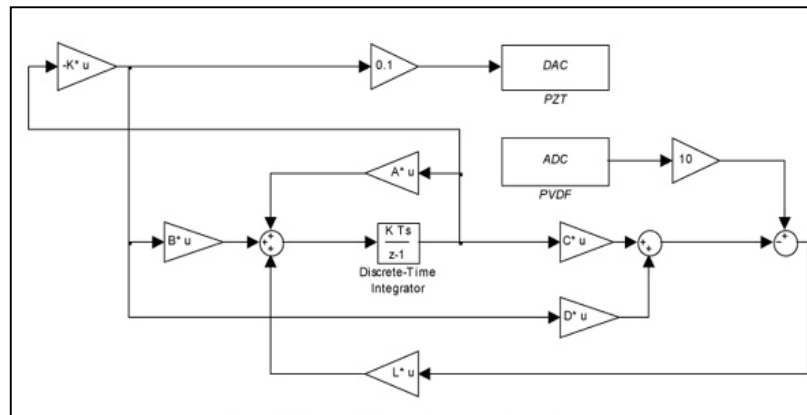 -K* u
0.1
DAC
PZT
A* u
ADC
10
PVDF
B* u
+
+
+
K Ts
z-1
Discrete-Time
Integrator
C* u
+
+
-
+
D* u
L* u